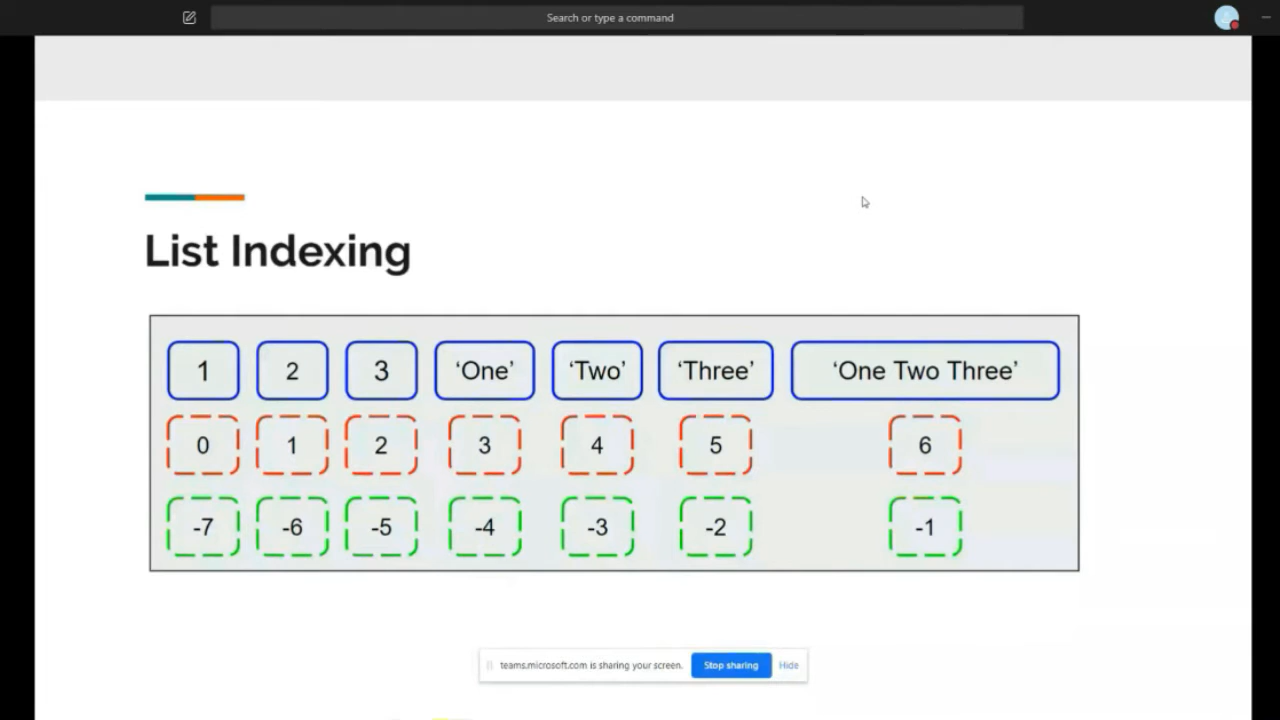 Search or type a command
List Indexing
1 2 3 ‘One’ ‘Two’ ‘Three’ ‘One Two Three’
0 1 2 3 4 5 6
-7 -6 -5 -4 -3 -2 -1
teams.microsoft.com is sharing your screen. Stop sharing Hide